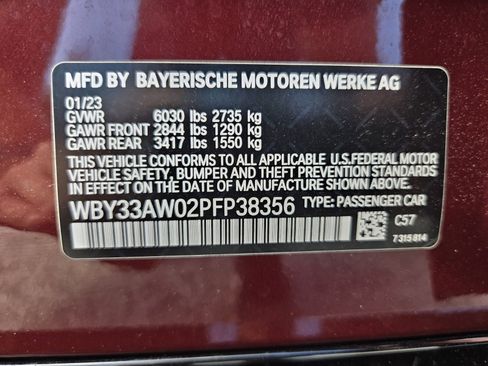 MFD BY BAYERISCHE MOTOREN WERKE AG
01/23
GVWR 6030 lbs 2735 kg
GAWR FRONT 2844 lbs 1290 kg
GAWR REAR 3417 lbs 1550 kg
THIS VEHICLE CONFORMS TO ALL APPLICABLE U.S.FEDERAL MOTOR
VEHICLE SAFETY, BUMPER, AND THEFT PREVENTION STANDARDS
IN EFFECT ON THE DATE OF MANUFACTURE SHOWN ABOVE.
WBY33AW02PFP38356 TYPE: PASSENGER CAR
C57
7315814